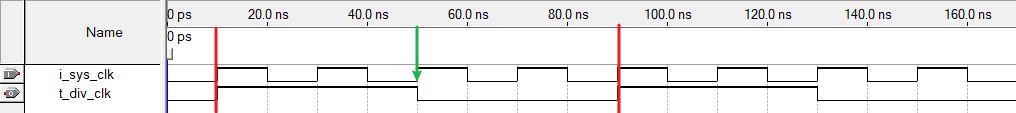 0 ps 20.0 ns 40.0 ns 60.0 ns 80.0 ns 100.0 ns 120.0 ns 140.0 ns 160.0 ns
Name
0 ps
i_sys_clk
t_div_clk